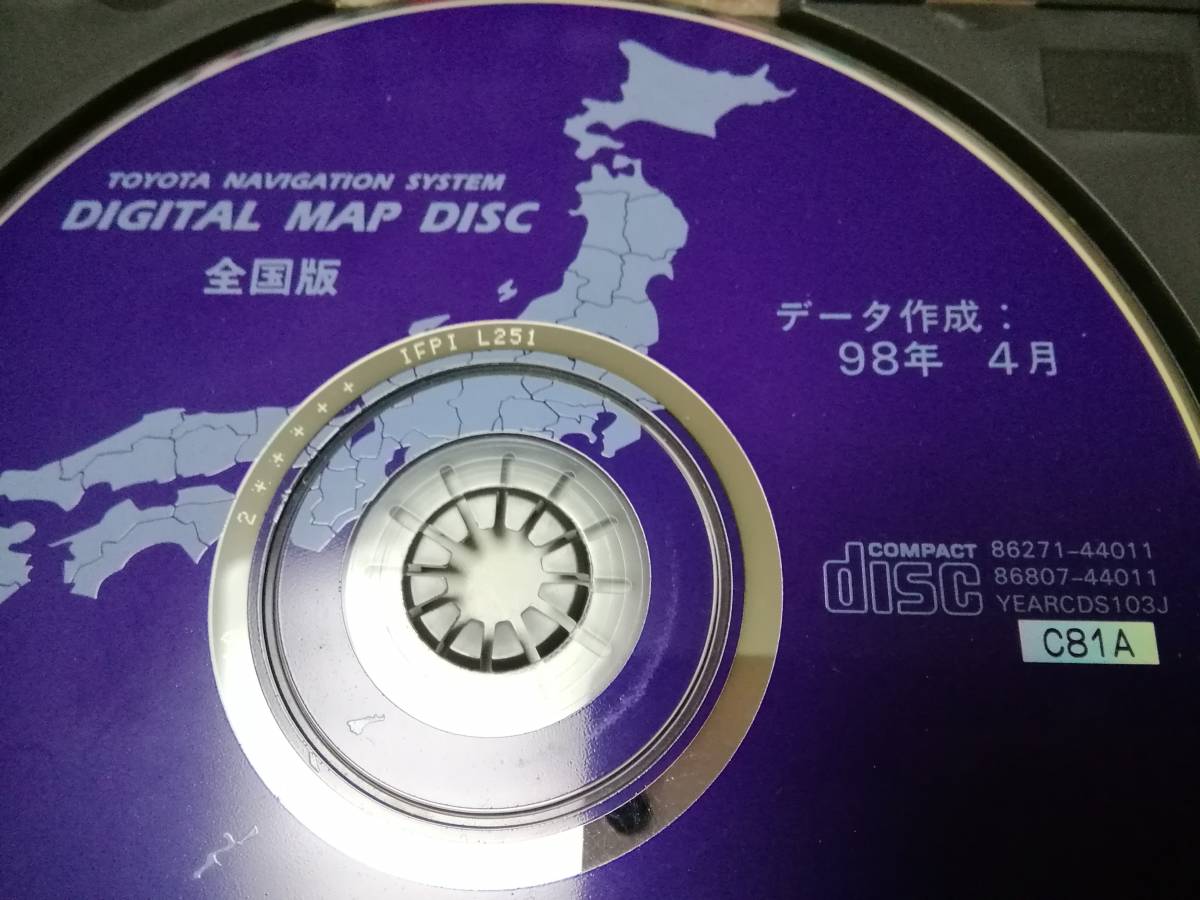 TOYOTA NAVIGATION SYSTEM
DIGITAL MAP DISC
全国版
データ作成：
98年 4月
IFPI L251
2 * + + + + +
COMPACT
disc
86271-44011
86807-44011
YEARCDS103J
C81A